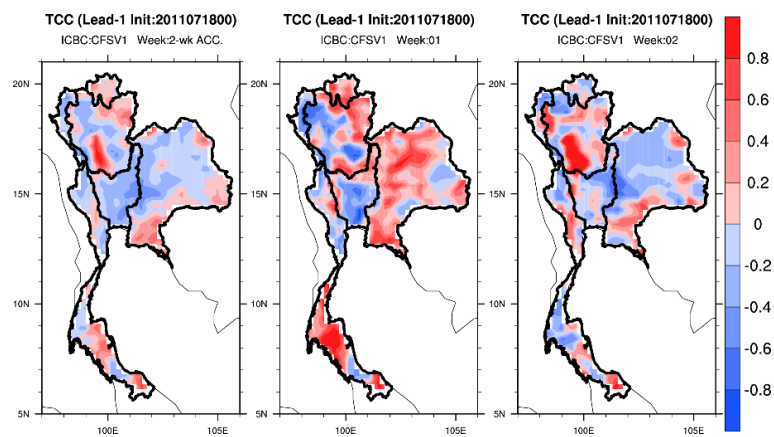 TCC (Lead-1 Init:2011071800)
ICBC:CFSV1 Week:2-wk ACC.
20N
15N
10N
5N
100E
105E
TCC (Lead-1 Init:2011071800)
ICBC:CFSV1 Week:01
20N
15N
10N
5N
100E
105E
TCC (Lead-1 Init:2011071800)
ICBC:CFSV1 Week:02
20N
15N
10N
5N
100E
105E
0.8
0.6
0.4
0.2
0
-0.2
-0.4
-0.6
-0.8